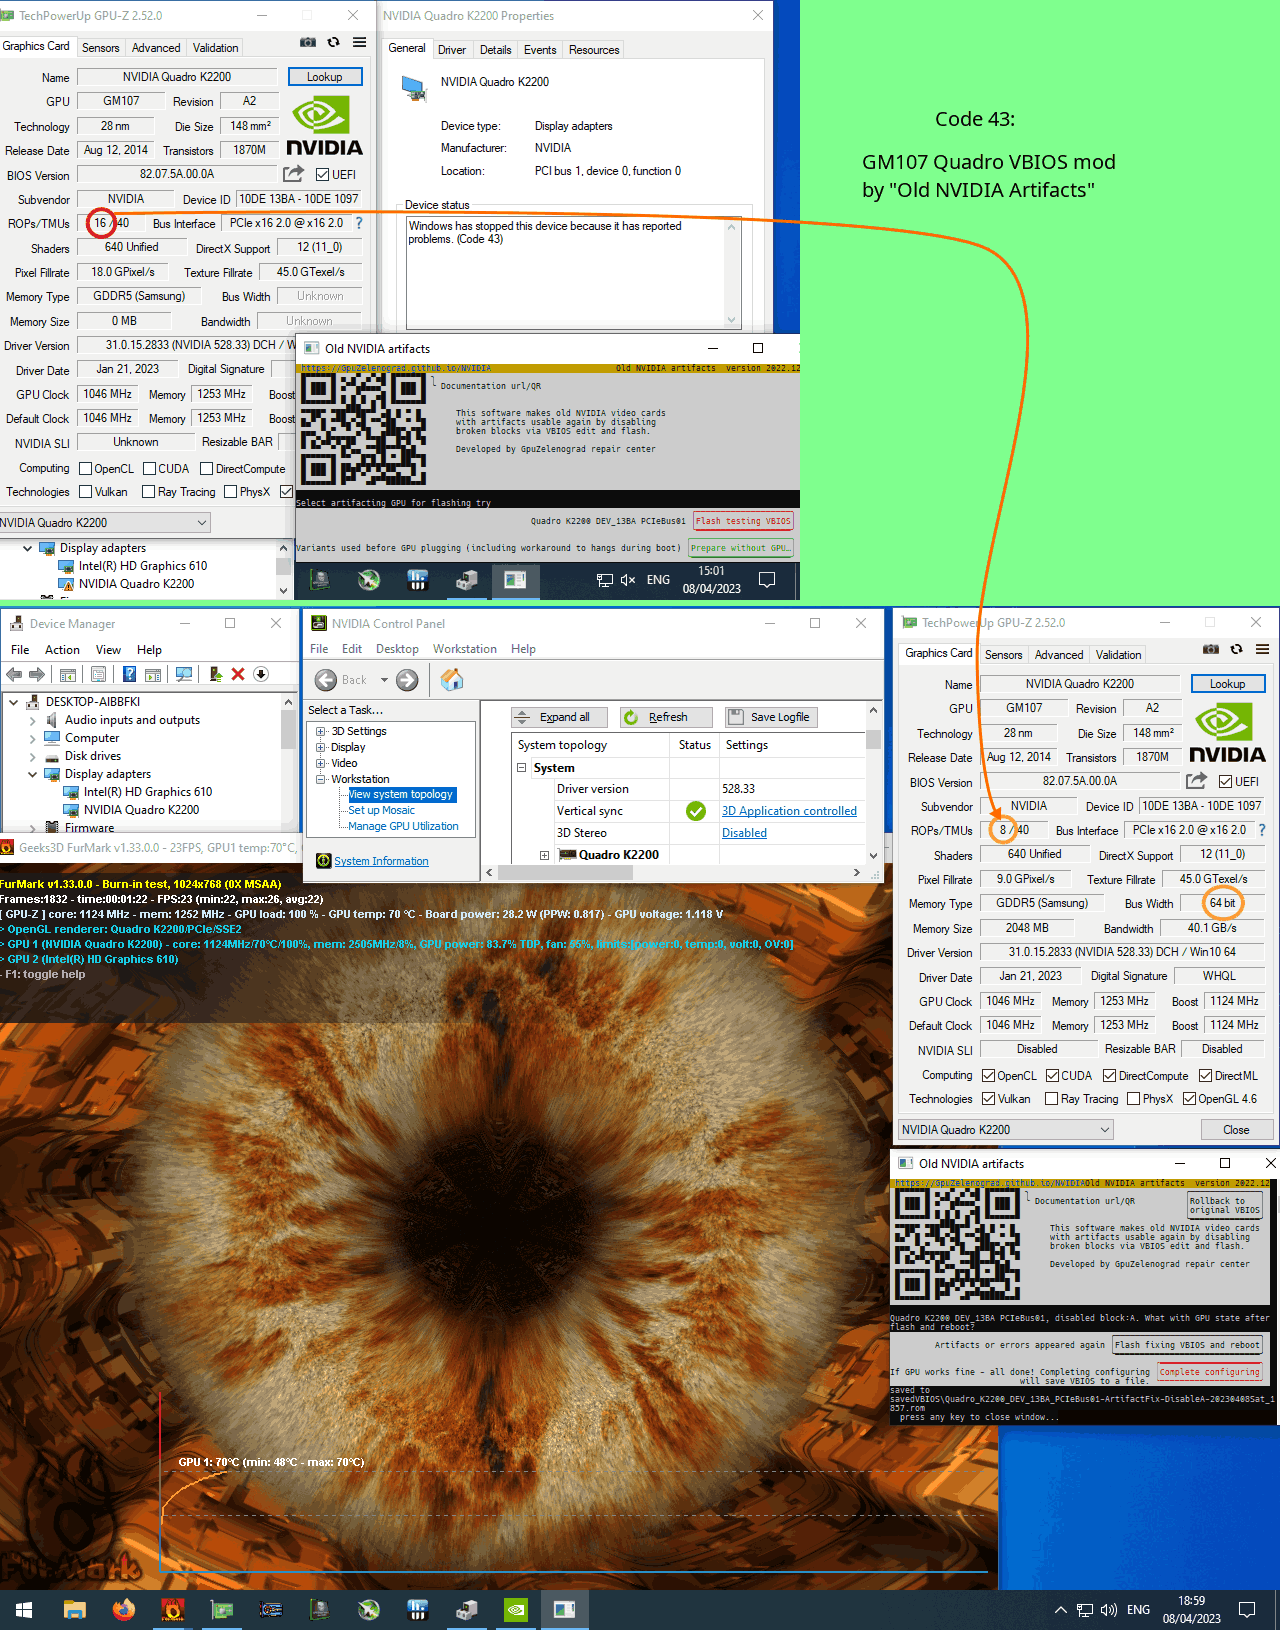 TechPowerUp GPU-Z 2.52.0
Graphics Card Sensors Advanced Validation
Name NVIDIA Quadro K2200 Lookup
GPU GM107 Revision A2
Technology 28 nm Die Size 148 mm²
Release Date Aug 12, 2014 Transistors 1870M
NVIDIA
BIOS Version 82.07.5A.00.0A UEFI
Subvendor NVIDIA Device ID 10DE 13BA - 10DE 1097
ROPs/TMUs 16 / 40 Bus Interface PCIe x16 2.0 @ x16 2.0 ?
Shaders 640 Unified DirectX Support 12 (11_0)
Pixel Fillrate 18.0 GPixel/s Texture Fillrate 45.0 GTexel/s
Memory Type GDDR5 (Samsung) Bus Width Unknown
Memory Size 0 MB Bandwidth Unknown
Driver Version 31.0.15.2833 (NVIDIA 528.33) DCH / Wi
Driver Date Jan 21, 2023 Digital Signature
GPU Clock 1046 MHz Memory 1253 MHz Boost
Default Clock 1046 MHz Memory 1253 MHz Boost
NVIDIA SLI Unknown Resizable BAR
Computing OpenCL CUDA DirectCompute
Technologies Vulkan Ray Tracing PhysX
NVIDIA Quadro K2200
NVIDIA Quadro K2200 Properties
General Driver Details Events Resources
NVIDIA Quadro K2200
Device type: Display adapters
Manufacturer: NVIDIA
Location: PCI bus 1, device 0, function 0
Device status
Windows has stopped this device because it has reported
problems. (Code 43)
Code 43:
GM107 Quadro VBIOS mod
by "Old NVIDIA Artifacts"
Old NVIDIA artifacts
https://GpuZelenograd.github.io/NVIDIA Old NVIDIA artifacts version 2022.12
Documentation url/QR
This software makes old NVIDIA video cards
with artifacts usable again by disabling
broken blocks via VBIOS edit and flash.
Developed by GpuZelenograd repair center
Select artifacting GPU for flashing try
Quadro K2200 DEV_13BA PCIeBus01 Flash testing VBIOS
Variants used before GPU plugging (including workaround to hangs during boot) Prepare without GPU…
Display adapters
Intel(R) HD Graphics 610
NVIDIA Quadro K2200
ENG 15:01
08/04/2023
Device Manager
File Action View Help
DESKTOP-AIBBFKI
Audio inputs and outputs
Computer
Disk drives
Display adapters
Intel(R) HD Graphics 610
NVIDIA Quadro K2200
Firmware
NVIDIA Control Panel
File Edit Desktop Workstation Help
Back
Select a Task...
3D Settings
Display
Video
Workstation
View system topology
Set up Mosaic
Manage GPU Utilization
System Information
Expand all Refresh Save Logfile
System topology Status Settings
System
Driver version 528.33
Vertical sync 3D Application controlled
3D Stereo Disabled
Quadro K2200
TechPowerUp GPU-Z 2.52.0
Graphics Card Sensors Advanced Validation
Name NVIDIA Quadro K2200 Lookup
GPU GM107 Revision A2
Technology 28 nm Die Size 148 mm²
Release Date Aug 12, 2014 Transistors 1870M
NVIDIA
BIOS Version 82.07.5A.00.0A UEFI
Subvendor NVIDIA Device ID 10DE 13BA - 10DE 1097
ROPs/TMUs 8 / 40 Bus Interface PCIe x16 2.0 @ x16 2.0 ?
Shaders 640 Unified DirectX Support 12 (11_0)
Pixel Fillrate 9.0 GPixel/s Texture Fillrate 45.0 GTexel/s
Memory Type GDDR5 (Samsung) Bus Width 64 bit
Memory Size 2048 MB Bandwidth 40.1 GB/s
Driver Version 31.0.15.2833 (NVIDIA 528.33) DCH / Win10 64
Driver Date Jan 21, 2023 Digital Signature WHQL
GPU Clock 1046 MHz Memory 1253 MHz Boost 1124 MHz
Default Clock 1046 MHz Memory 1253 MHz Boost 1124 MHz
NVIDIA SLI Disabled Resizable BAR Disabled
Computing OpenCL CUDA DirectCompute DirectML
Technologies Vulkan Ray Tracing PhysX OpenGL 4.6
NVIDIA Quadro K2200 Close
Geeks3D FurMark v1.33.0.0 - 23FPS, GPU1 temp:70°C,
FurMark v1.33.0.0 - Burn-in test, 1024x768 (0X MSAA)
Frames:1832 - time:00:01:22 - FPS:23 (min:22, max:26, avg:22)
[ GPU-Z ] core: 1124 MHz - mem: 1252 MHz - GPU load: 100 % - GPU temp: 70 °C - Board power: 28.2 W (PPW: 0.817) - GPU voltage: 1.118 V
> OpenGL renderer: Quadro K2200/PCIe/SSE2
> GPU 1 (NVIDIA Quadro K2200) - core: 1124MHz/70°C/100%, mem: 2505MHz/8%, GPU power: 83.7% TDP, fan: 55%, limits:[power:0, temp:0, volt:0, OV:0]
> GPU 2 (Intel(R) HD Graphics 610)
- F1: toggle help
GPU 1: 70°C (min: 48°C - max: 70°C)
FurMark
Old NVIDIA artifacts
https://GpuZelenograd.github.io/NVIDIAOld NVIDIA artifacts version 2022.12
Documentation url/QR Rollback to
original VBIOS
This software makes old NVIDIA video cards
with artifacts usable again by disabling
broken blocks via VBIOS edit and flash.
Developed by GpuZelenograd repair center
Quadro K2200 DEV_13BA PCIeBus01, disabled block:A. What with GPU state after
flash and reboot?
Artifacts or errors appeared again Flash fixing VBIOS and reboot
If GPU works fine - all done! Completing configuring Complete configuring
will save VBIOS to a file.
saved to
savedVBIOS\Quadro_K2200_DEV_13BA_PCIeBus01-ArtifactFix-DisableA-20230408Sat_1
857.rom
press any key to close window...
ENG 18:59
08/04/2023